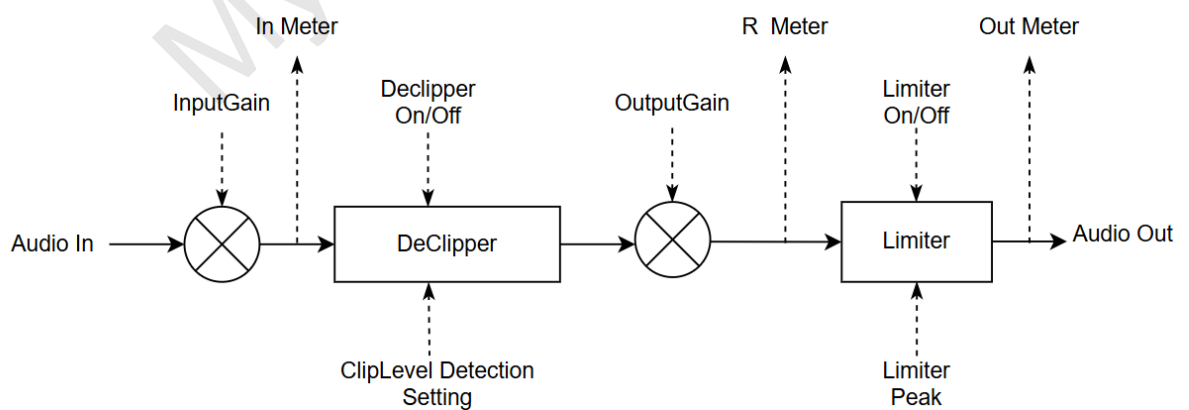 In Meter
R Meter
Out Meter
My
InputGain
Declipper
On/Off
OutputGain
Limiter
On/Off
Audio In
DeClipper
Limiter
Audio Out
ClipLevel Detection
Setting
Limiter
Peak